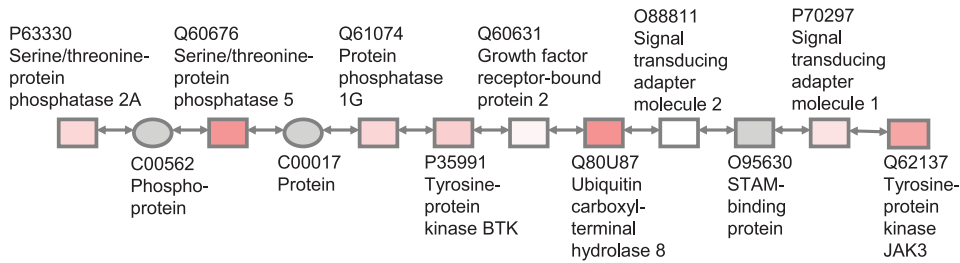 P63330
Serine/threonine-
protein
phosphatase 2A
Q60676
Serine/threonine-
protein
phosphatase 5
Q61074
Protein
phosphatase
1G
Q60631
Growth factor
receptor-bound
protein 2
O88811
Signal
transducing
adapter
molecule 2
P70297
Signal
transducing
adapter
molecule 1
C00562
Phospho-
protein
C00017
Protein
P35991
Tyrosine-
protein
kinase BTK
Q80U87
Ubiquitin
carboxyl-
terminal
hydrolase 8
O95630
STAM-
binding
protein
Q62137
Tyrosine-
protein
kinase
JAK3